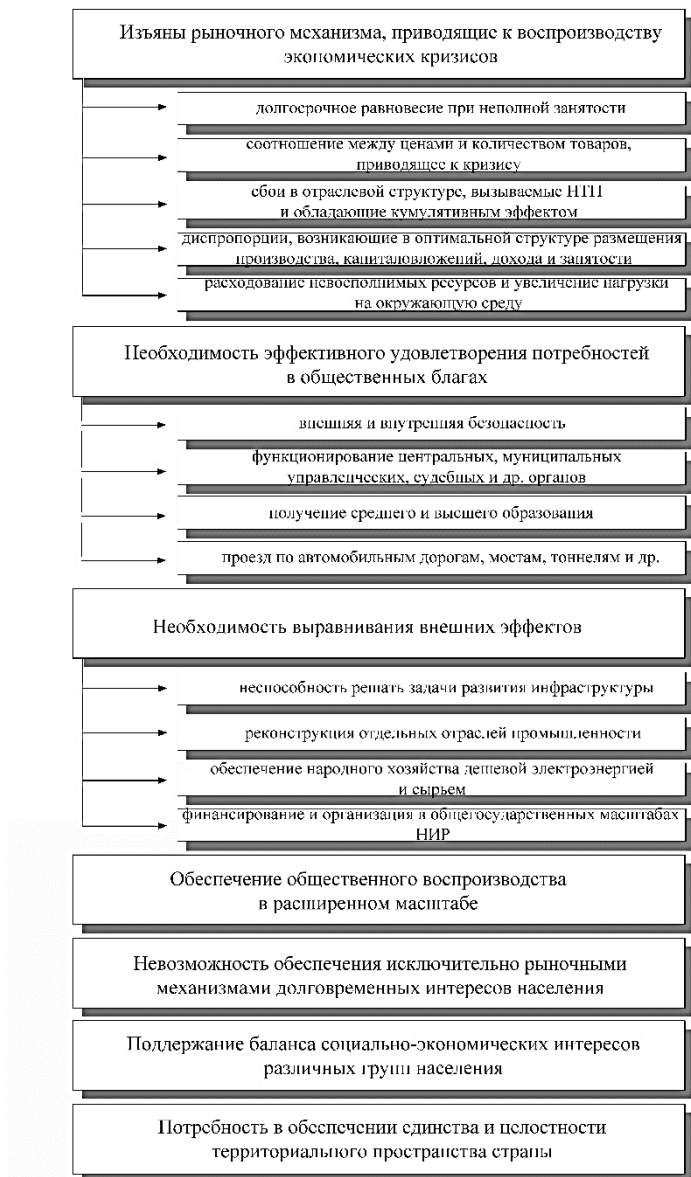 Изъяны рыночного механизма, приводящие к воспроизводству
экономических кризисов
долгосрочное равновесие при неполной занятости
соотношение между ценами и количеством товаров,
приводящее к кризису
сбои в отраслевой структуре, вызываемые НТП
и обладающие кумулятивным эффектом
диспропорции, возникающие в оптимальной структуре размещения
производства, капиталовложений, дохода и занятости
расходование невосполнимых ресурсов и увеличение нагрузки
на окружающую среду
Необходимость эффективного удовлетворения потребностей
в общественных благах
внешняя и внутренняя безопасность
функционирование центральных, муниципальных
управленческих, судебных и др. органов
получение среднего и высшего образования
проезд по автомобильным дорогам, мостам, тоннелям и др.
Необходимость выравнивания внешних эффектов
неспособность решать задачи развития инфраструктуры
реконструкция отдельных отраслей промышленности
обеспечение народного хозяйства дешевой электроэнергией
и сырьем
финансирование и организация в общегосударственных масштабах
НИР
Обеспечение общественного воспроизводства
в расширенном масштабе
Невозможность обеспечения исключительно рыночными
механизмами долговременных интересов населения
Поддержание баланса социально-экономических интересов
различных групп населения
Потребность в обеспечении единства и целостности
территориального пространства страны